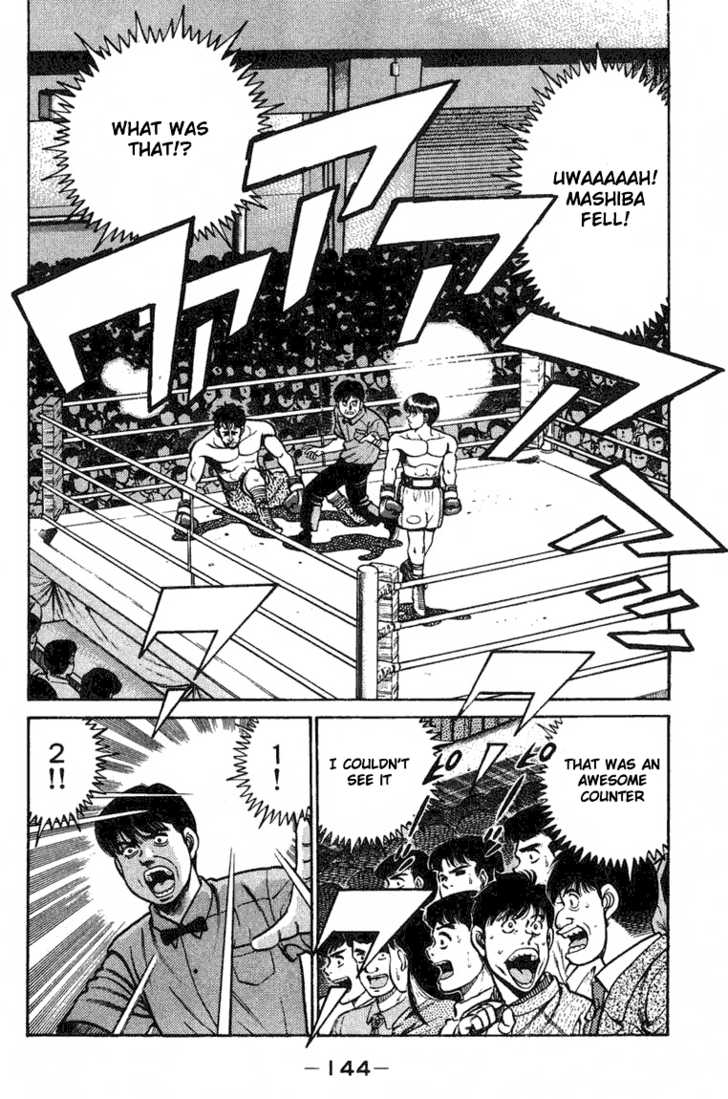 UWAAAAAH!
MASHIBA
FELL!
WHAT WAS
THAT!?
THAT WAS AN
AWESOME
COUNTER
I COULDN'T
SEE IT
1!
2!!
-144-